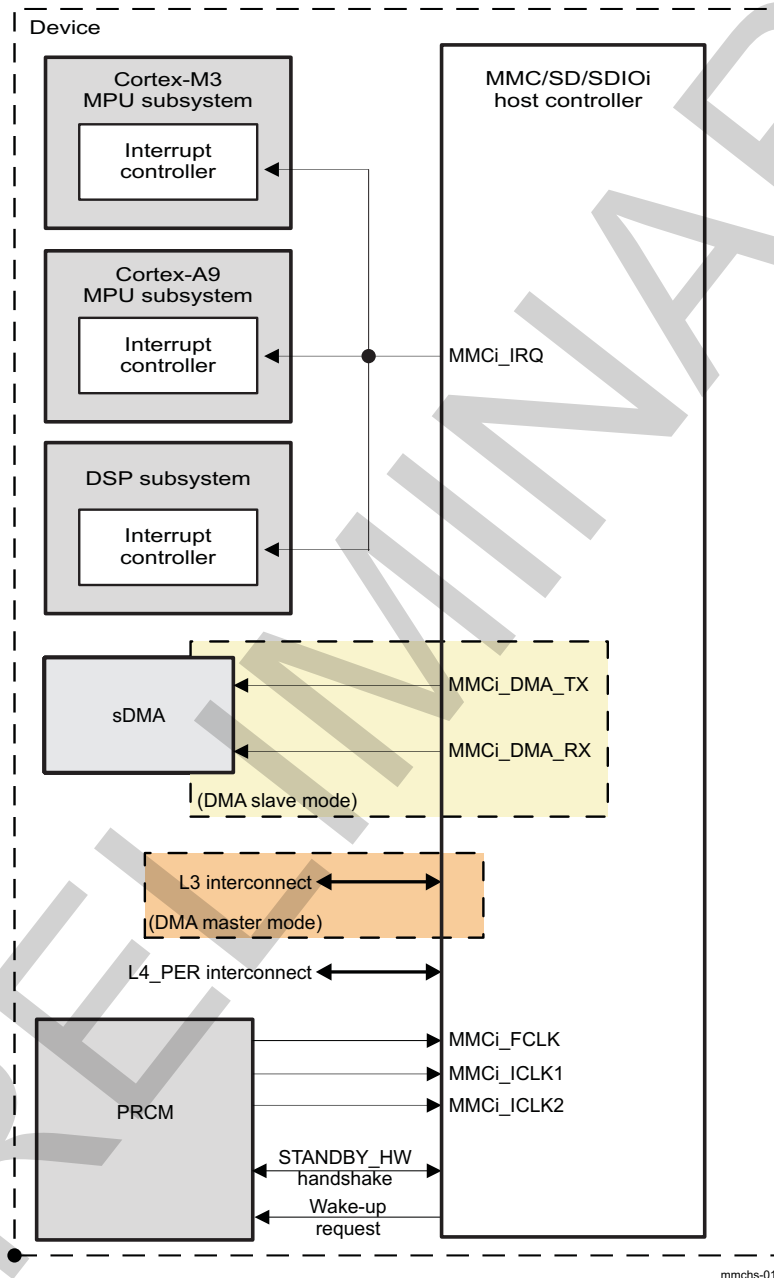 Device
Cortex-M3
MPU subsystem
Interrupt
controller
MMC/SD/SDIOi
host controller
Cortex-A9
MPU subsystem
Interrupt
controller
MMCi_IRQ
DSP subsystem
Interrupt
controller
sDMA
MMCi_DMA_TX
MMCi_DMA_RX
(DMA slave mode)
L3 interconnect
(DMA master mode)
L4_PER interconnect
PRCM
MMCi_FCLK
MMCi_ICLK1
MMCi_ICLK2
STANDBY_HW
handshake
Wake-up
request
mmchs-01